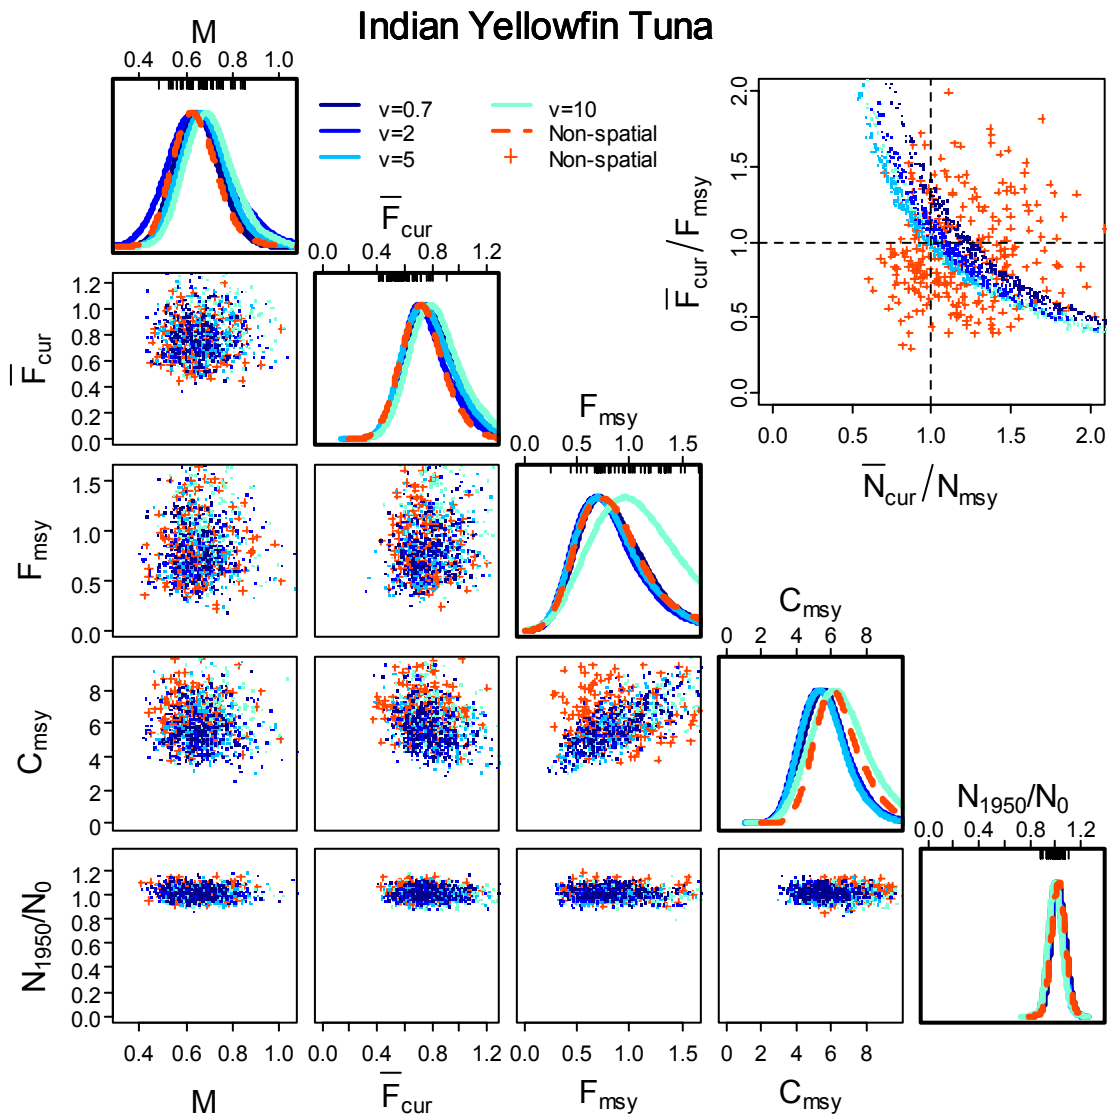 Indian Yellowfin Tuna
M
0.4 0.6 0.8 1.0
v=0.7
v=2
v=5
v=10
Non-spatial
Non-spatial
F̅cur
0.0 0.4 0.8 1.2
F̅cur
0.0 0.2 0.4 0.6 0.8 1.0 1.2
Fmsy
0.0 0.5 1.0 1.5
F̅cur / Fmsy
0.0 0.5 1.0 1.5 2.0
0.0 0.5 1.0 1.5 2.0
N̅cur / Nmsy
Fmsy
0.0 0.5 1.0 1.5
Cmsy
0 2 4 6 8
Cmsy
0 2 4 6 8
N1950/N0
0.0 0.4 0.8 1.2
N1950/N0
0.0 0.2 0.4 0.6 0.8 1.0 1.2
0.4 0.6 0.8 1.0
0.0 0.4 0.8 1.2
0.0 0.5 1.0 1.5
0 2 4 6 8
M
F̅cur
Fmsy
Cmsy